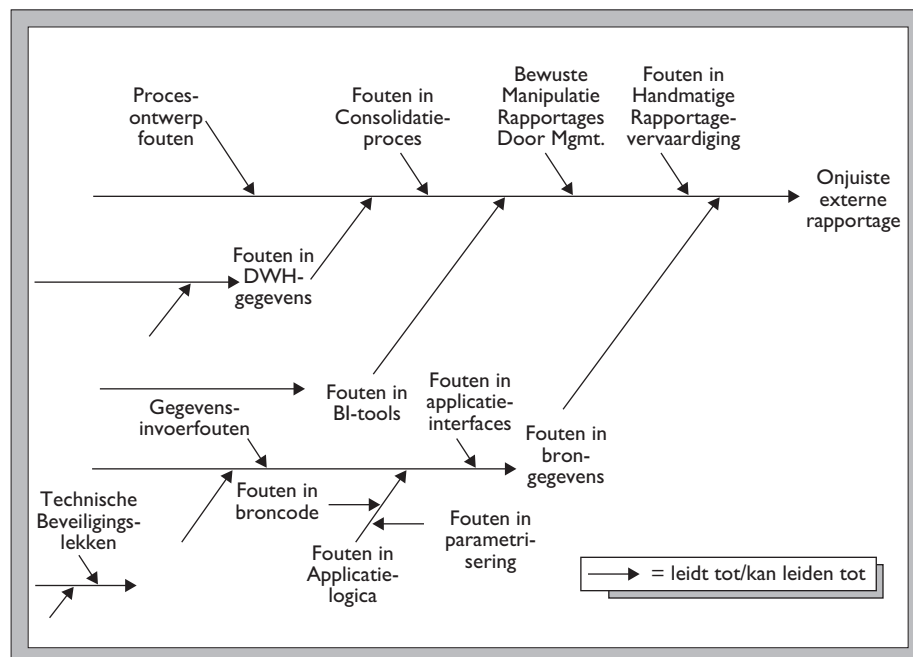 Proces-
ontwerp
fouten
Fouten in
Consolidatie-
proces
Bewuste
Manipulatie
Rapportages
Door Mgmt.
Fouten in
Handmatige
Rapportage-
vervaardiging
Onjuiste
externe
rapportage
Fouten in
DWH-
gegevens
Fouten in
BI-tools
Gegevens-
invoerfouten
Fouten in
applicatie-
interfaces
Fouten in
bron-
gegevens
Fouten in
broncode
Fouten in
parametri-
sering
Fouten in
Applicatie-
logica
Technische
Beveiligings-
lekken
= leidt tot/kan leiden tot